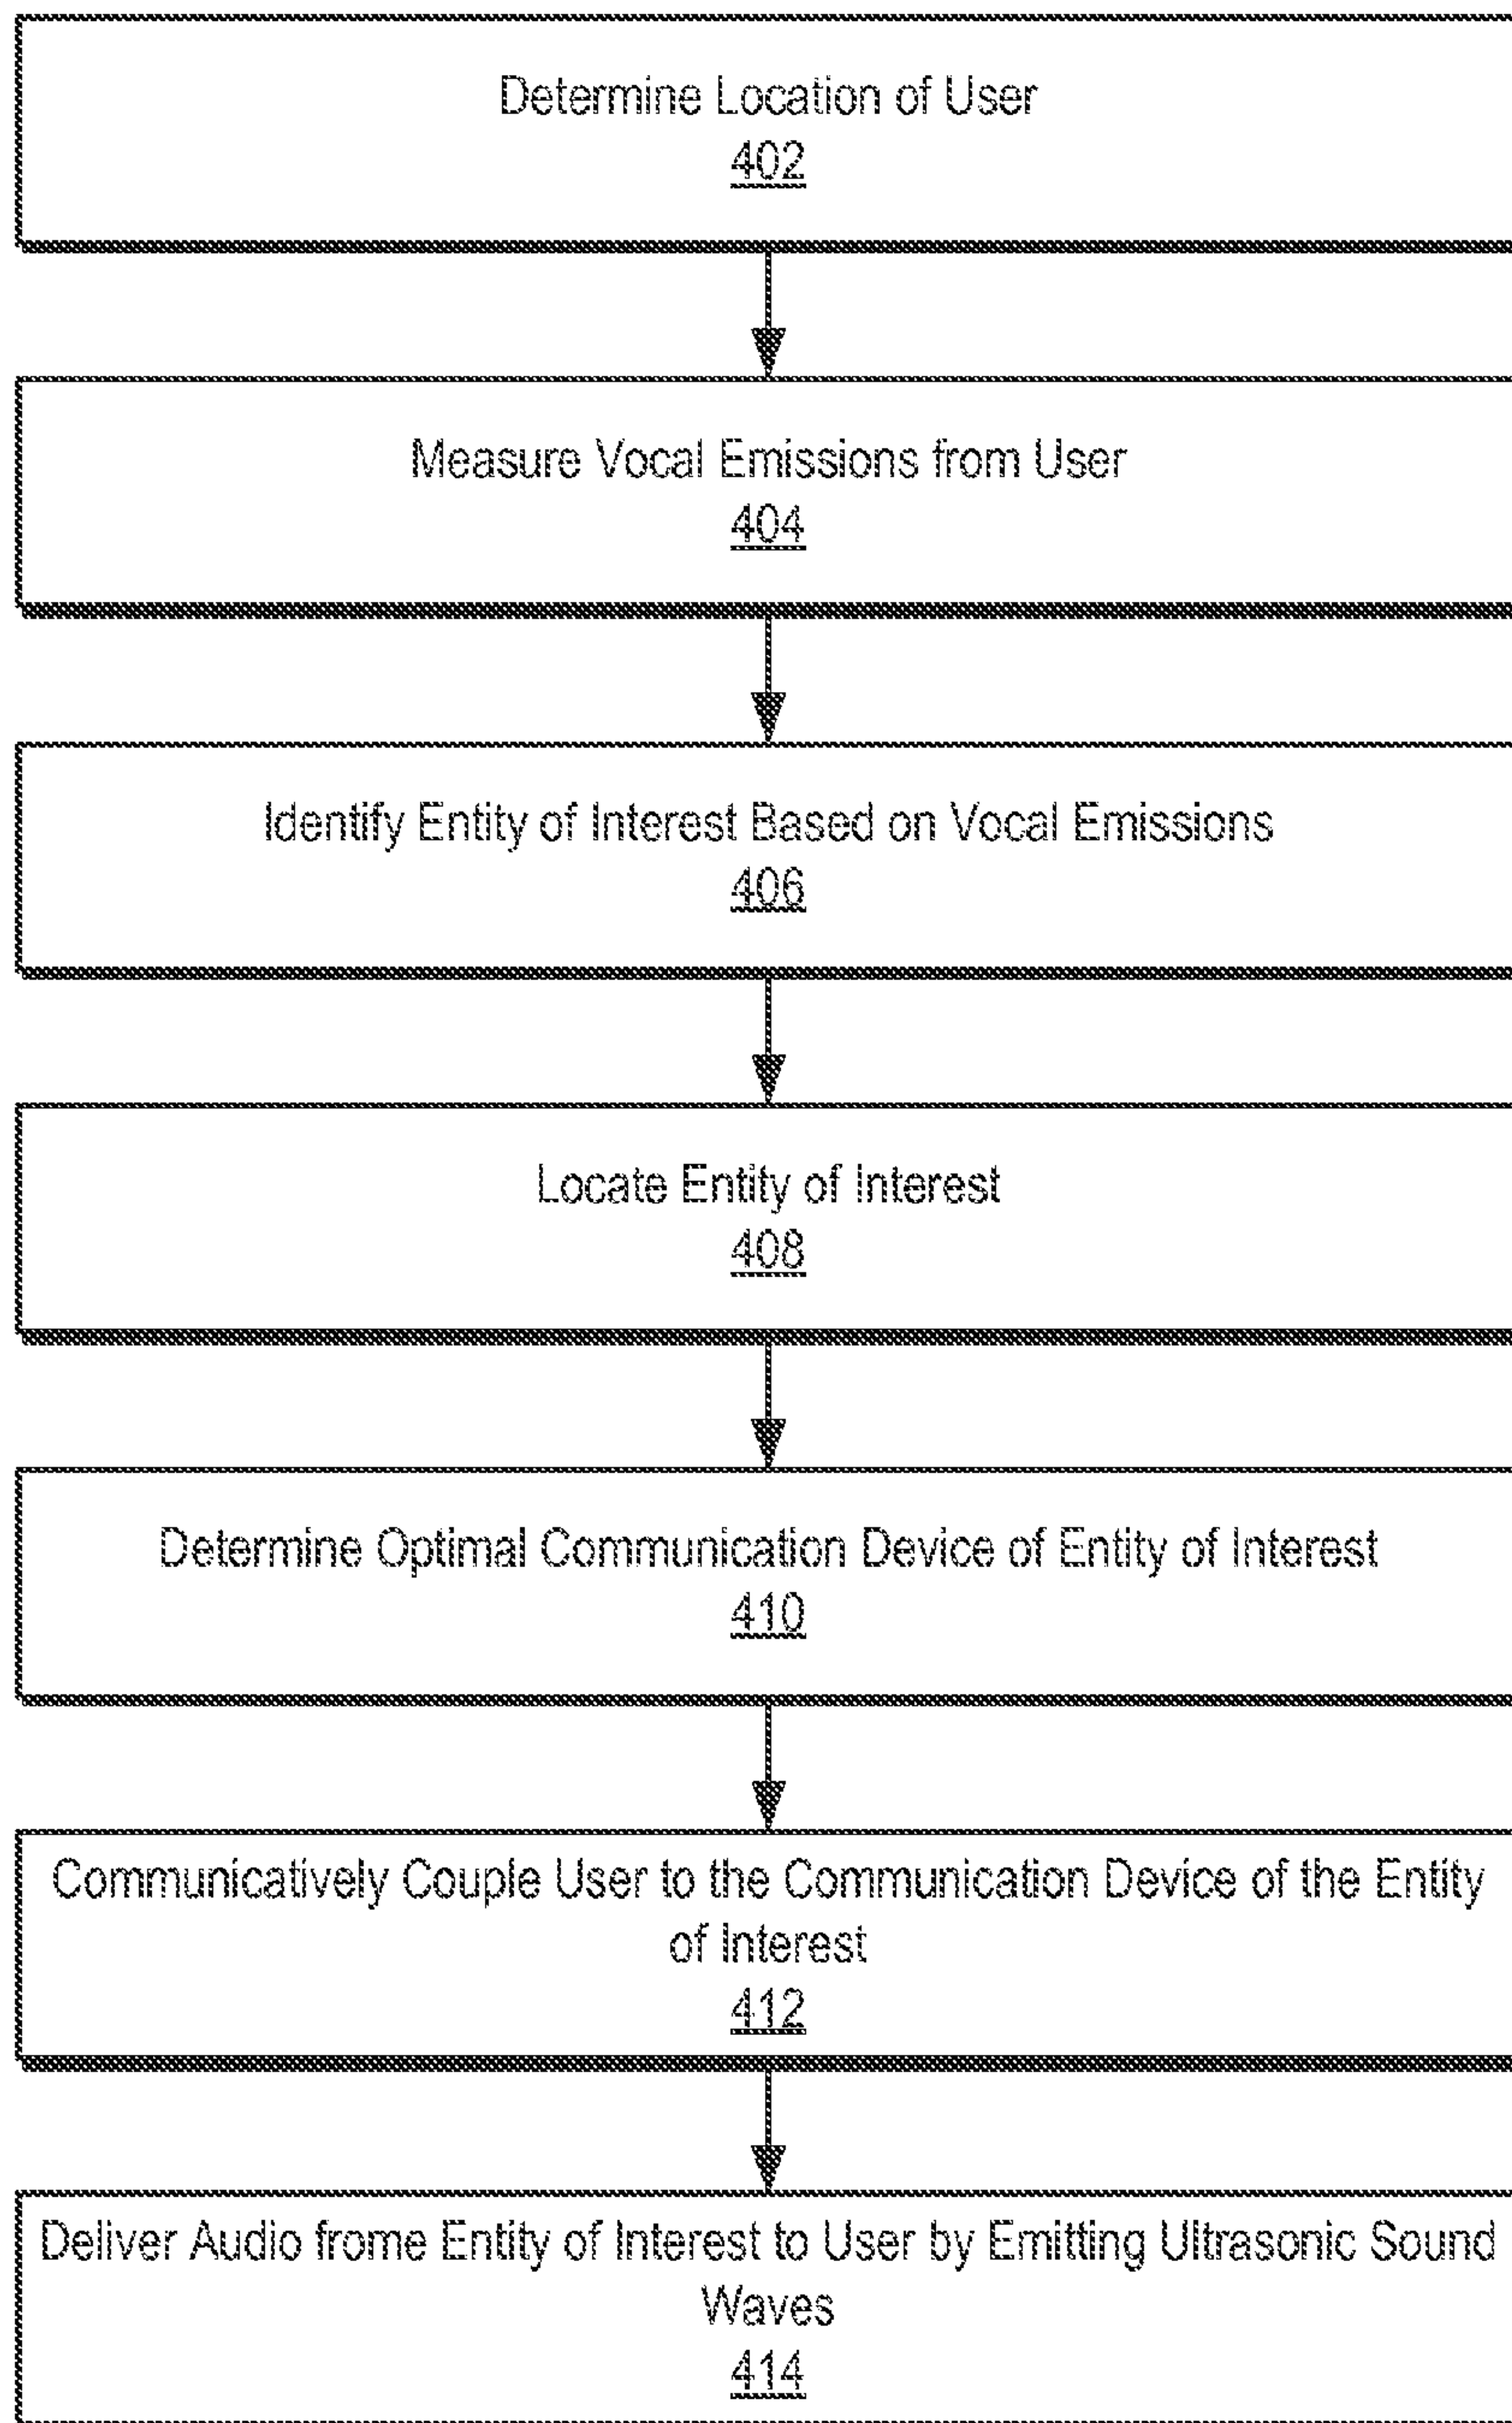 Determine Location of User
402
Measure Vocal Emissions from User
404
Identify Entity of Interest Based on Vocal Emissions
406
Locate Entity of Interest
408
Determine Optimal Communication Device of Entity of Interest
410
Communicatively Couple User to the Communication Device of the Entity
of Interest
412
Deliver Audio frome Entity of Interest to User by Emitting Ultrasonic Sound
Waves
414